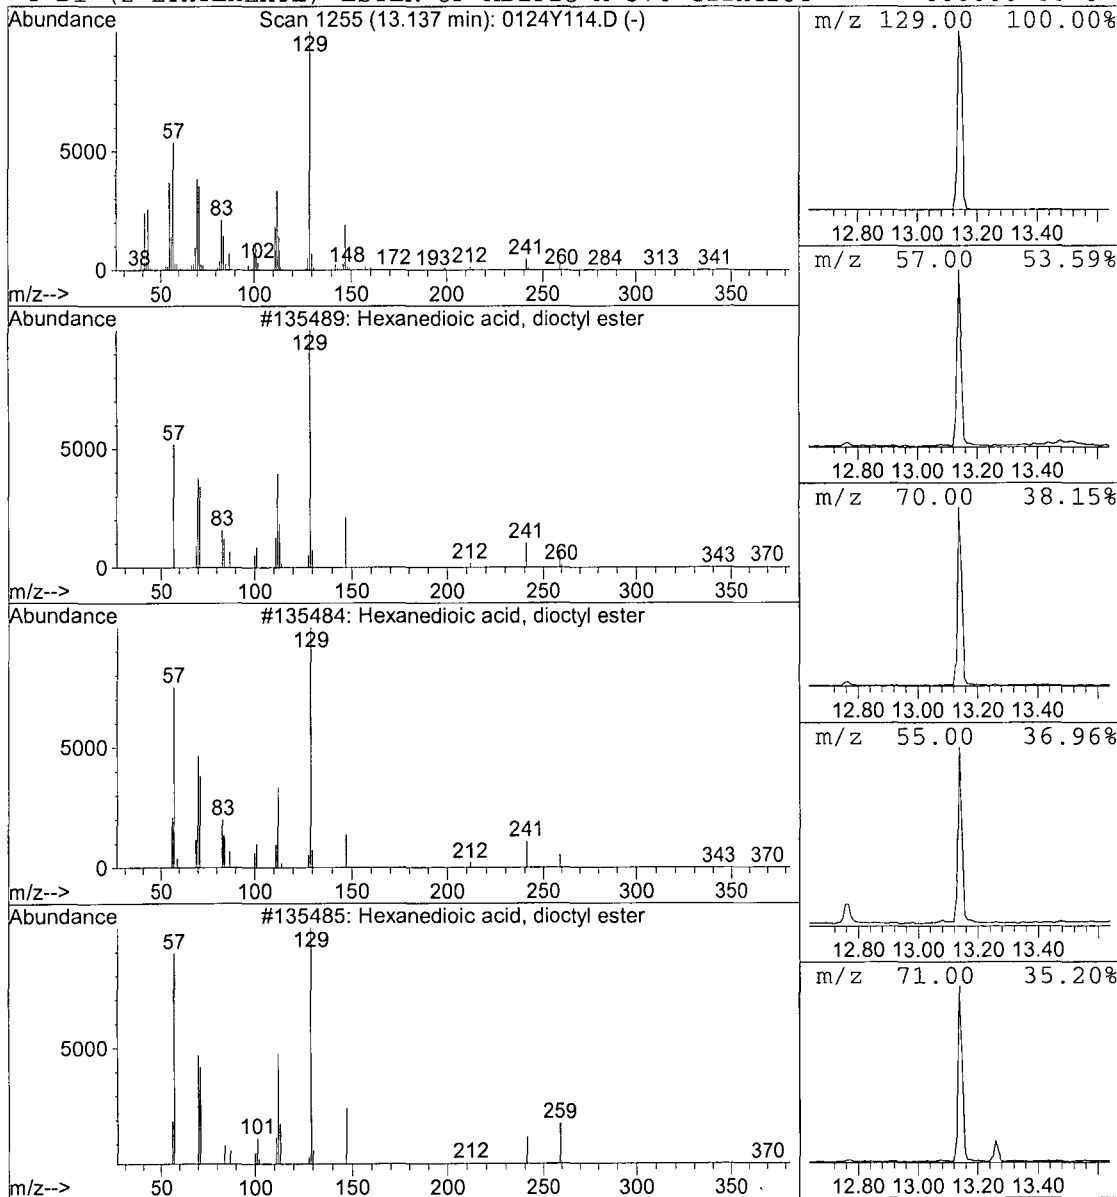 Abundance Scan 1255 (13.137 min): 0124Y114.D (-)
129
57
5000
83
38 102 148 172 193 212 241 260 284 313 341
0
m/z--> 50 100 150 200 250 300 350
Abundance #135489: Hexanedioic acid, dioctyl ester
129
57
5000
83
212 241 260 343 370
0
m/z--> 50 100 150 200 250 300 350
Abundance #135484: Hexanedioic acid, dioctyl ester
129
57
5000
83
212 241 343 370
0
m/z--> 50 100 150 200 250 300 350
Abundance #135485: Hexanedioic acid, dioctyl ester
57 129
5000
101 259
212 370
0
m/z--> 50 100 150 200 250 300 350
m/z 129.00 100.00%
12.80 13.00 13.20 13.40
m/z 57.00 53.59%
12.80 13.00 13.20 13.40
m/z 70.00 38.15%
12.80 13.00 13.20 13.40
m/z 55.00 36.96%
12.80 13.00 13.20 13.40
m/z 71.00 35.20%
12.80 13.00 13.20 13.40